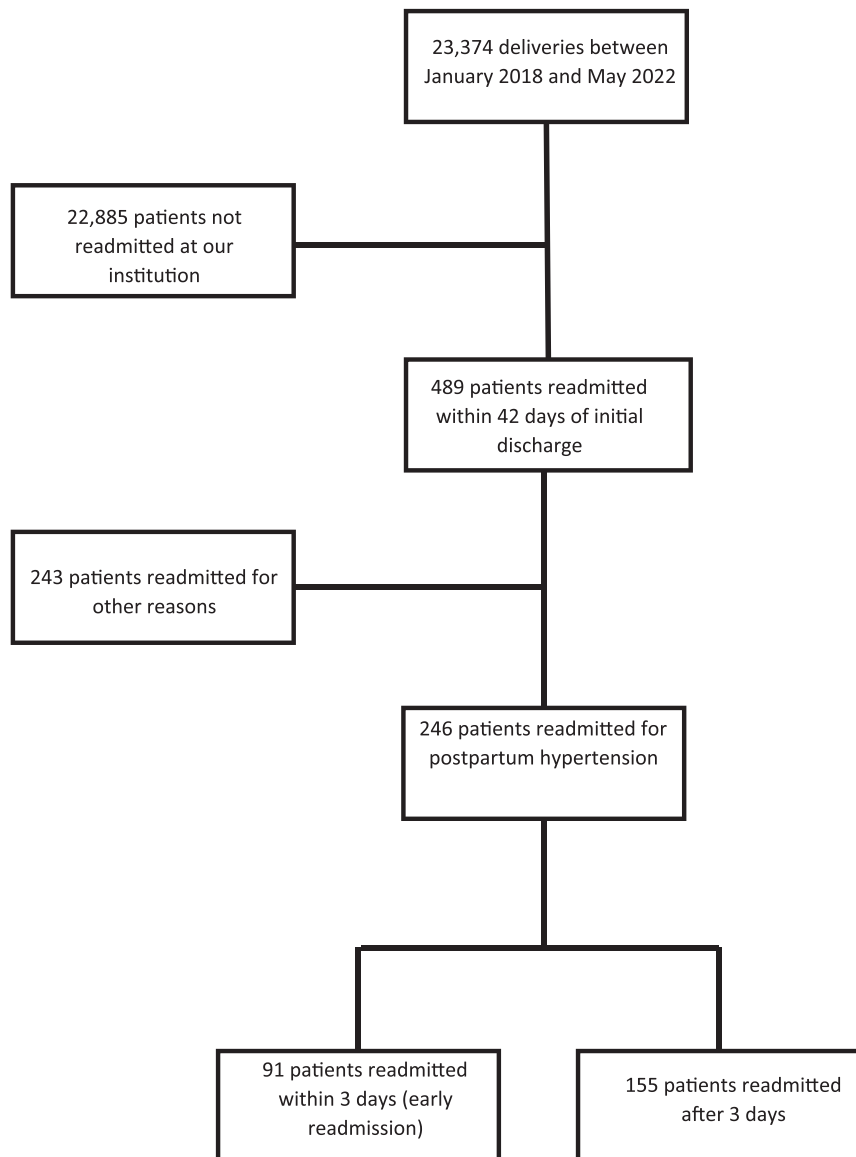 23,374 deliveries between
January 2018 and May 2022
22,885 patients not
readmitted at our
institution
489 patients readmitted
within 42 days of initial
discharge
243 patients readmitted for
other reasons
246 patients readmitted for
postpartum hypertension
91 patients readmitted
within 3 days (early
readmission)
155 patients readmitted
after 3 days